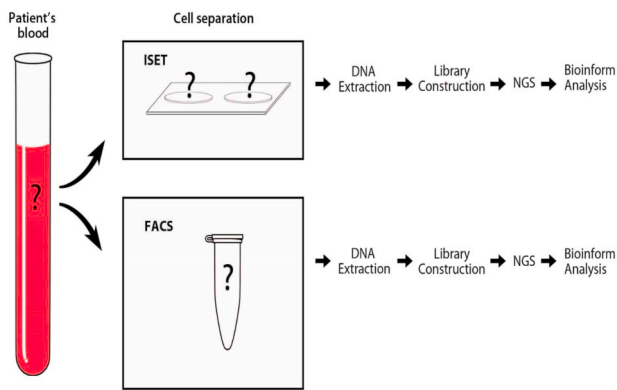 Patient's
blood
Cell separation
?
ISET
? ?
DNA
Extraction
Library
Construction
NGS
Bioinform
Analysis
FACS
?
DNA
Extraction
Library
Construction
NGS
Bioinform
Analysis